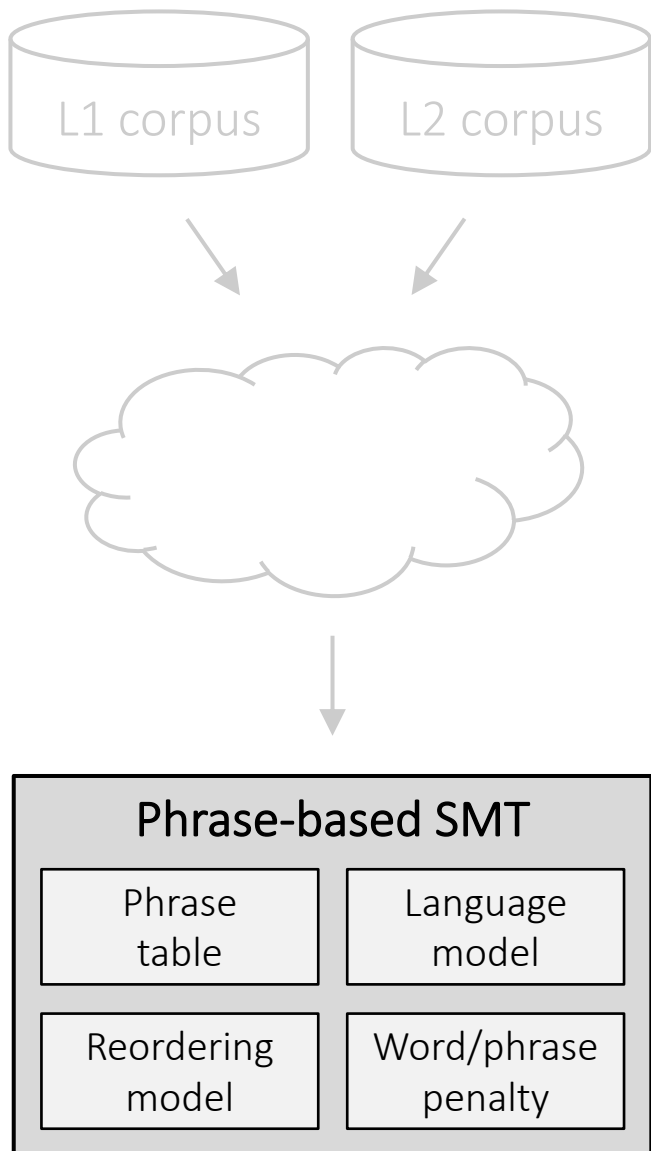 L1 corpus
L2 corpus
Phrase-based SMT
Phrase
table
Language
model
Reordering
model
Word/phrase
penalty